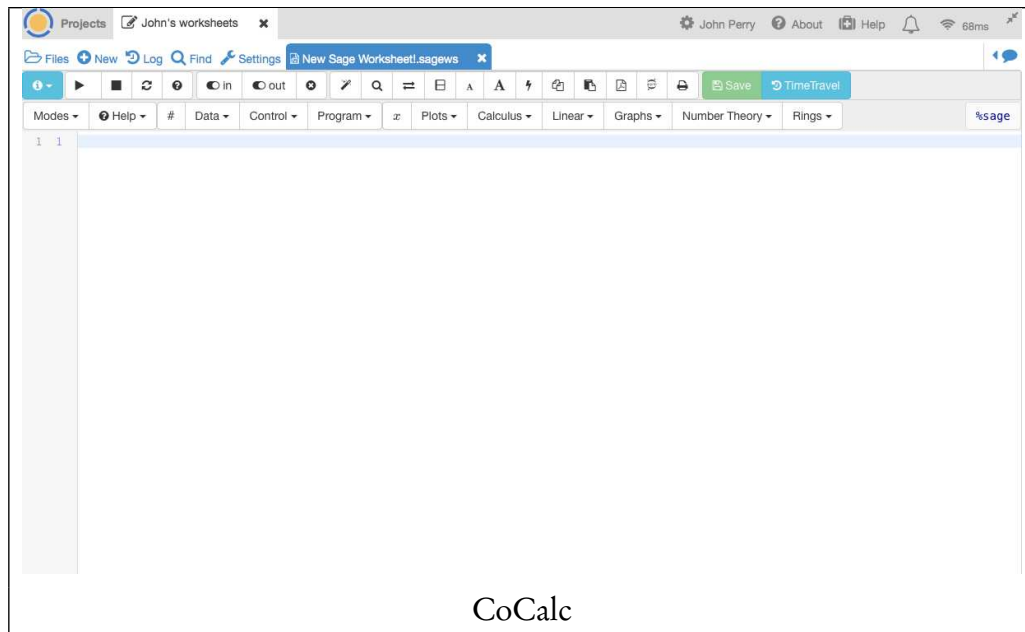 Projects John's worksheets John Perry About Help 68ms
Files New Log Find Settings New Sage Worksheet!.sagews
in out A A Save TimeTravel
Modes Help # Data Control Program x Plots Calculus Linear Graphs Number Theory Rings %sage
1 1
CoCalc